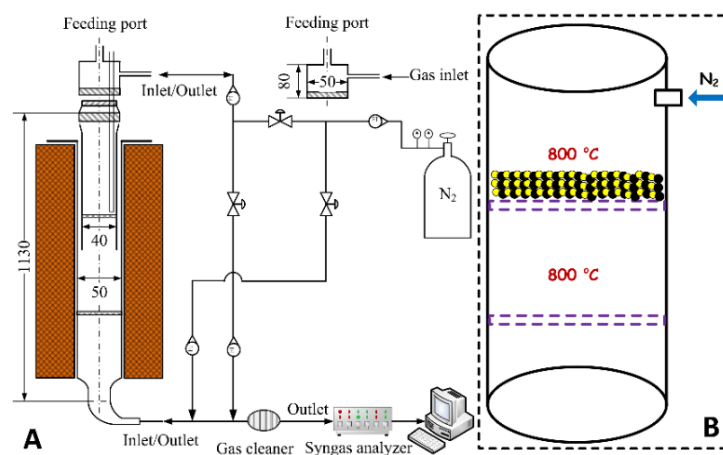 Feeding port
Feeding port
80
50
Gas inlet
Inlet/Outlet
N₂
1130
40
50
Inlet/Outlet
Gas cleaner
Outlet
Syngas analyzer
A
N₂
800 ℃
800 ℃
B